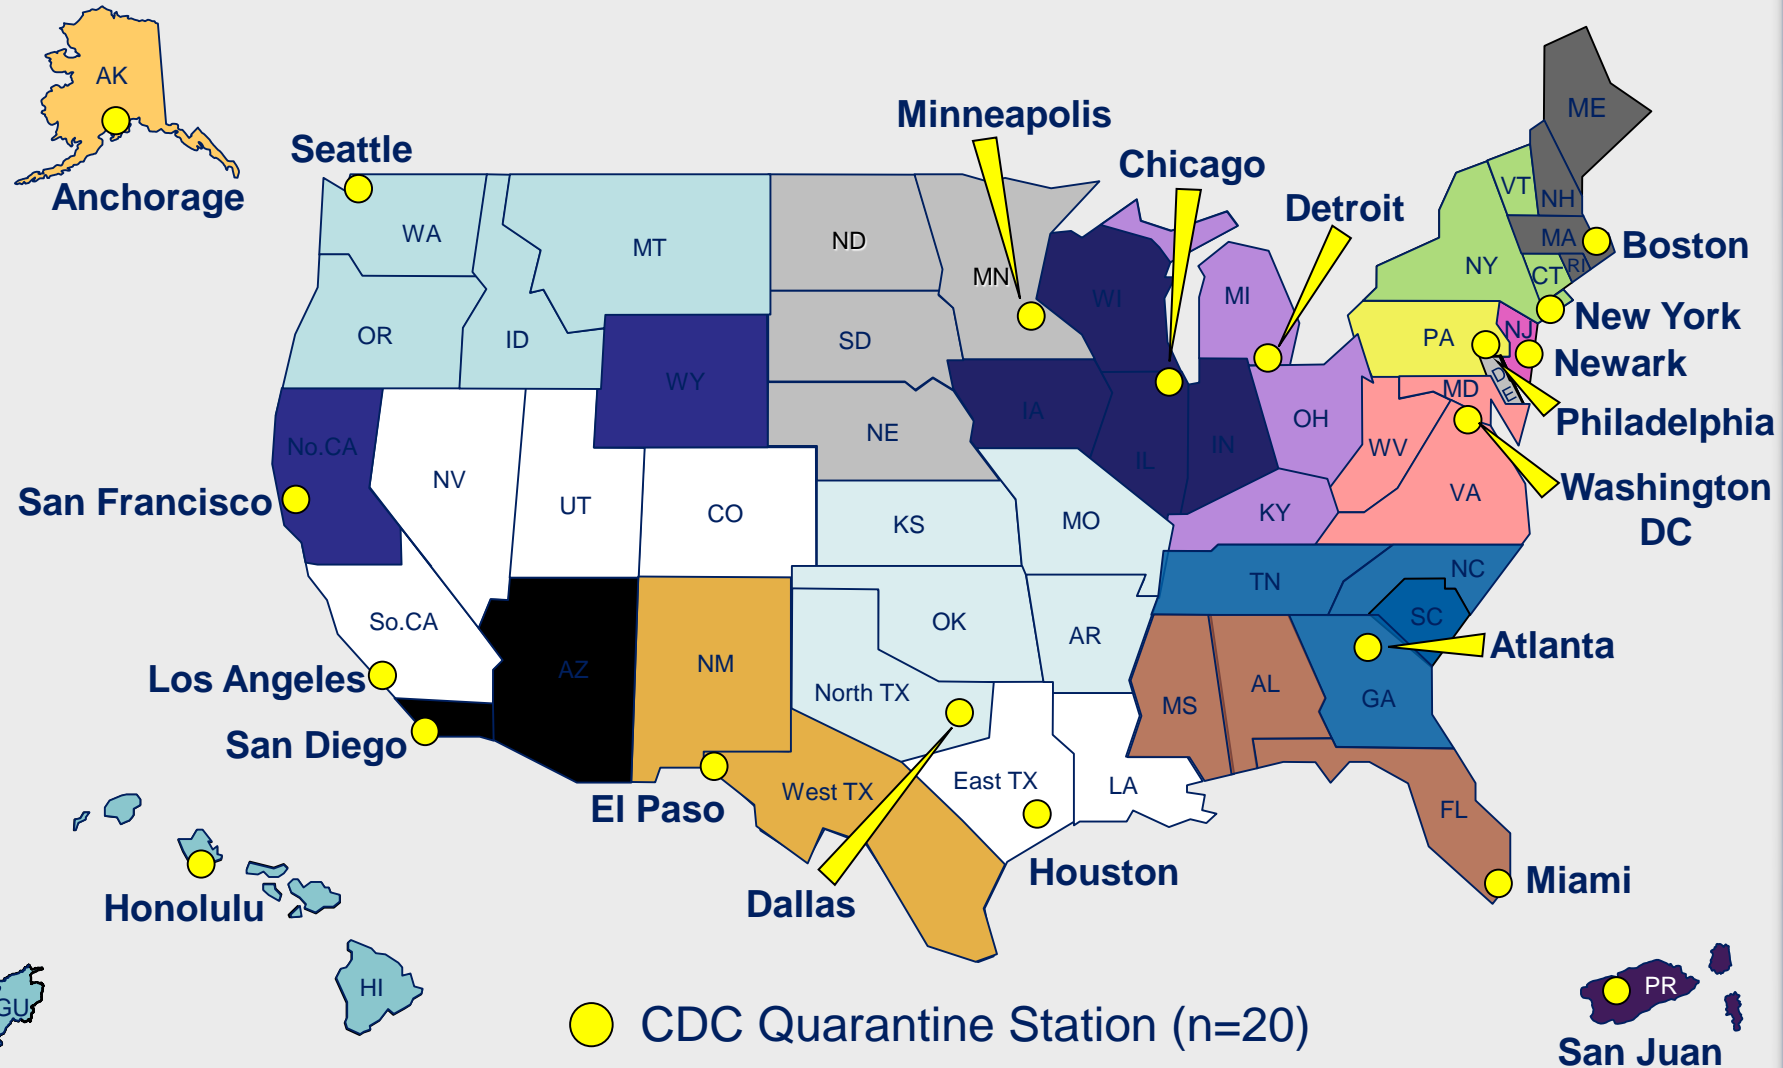 AK
Anchorage
Seattle
Minneapolis
Chicago
Detroit
Boston
New York
Newark
Philadelphia
Washington
DC
Atlanta
Miami
San Juan
Houston
Dallas
El Paso
San Diego
Los Angeles
San Francisco
Honolulu
WA
MT
ND
MN
WI
MI
NY
VT
NH
ME
MA
CT
RI
OR
ID
WY
SD
IA
IL
IN
OH
PA
NJ
DE
MD
WV
VA
No.CA
NV
UT
CO
NE
KS
MO
KY
TN
NC
SC
So.CA
AZ
NM
OK
AR
North TX
West TX
East TX
LA
MS
AL
GA
FL
HI
GU
PR
CDC Quarantine Station (n=20)